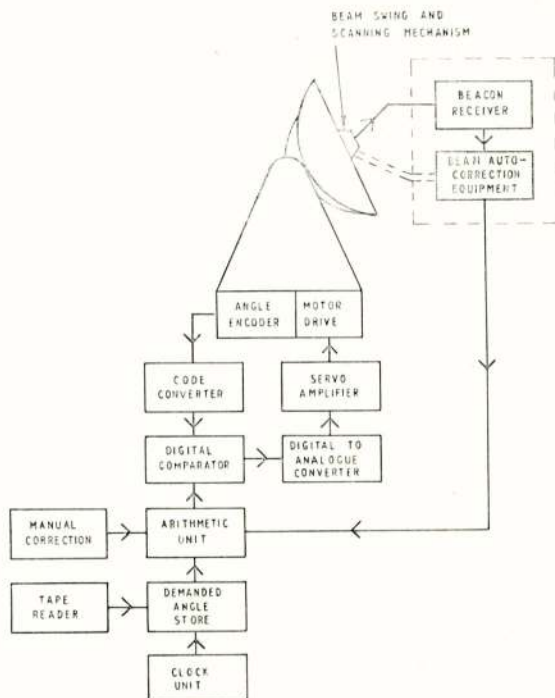 BEAM SWING AND
SCANNING MECHANISM
BEACON
RECEIVER
BEAM AUTO-
CORRECTION
EQUIPMENT
ANGLE
ENCODER
MOTOR
DRIVE
CODE
CONVERTER
SERVO
AMPLIFIER
DIGITAL
COMPARATOR
DIGITAL TO
ANALOGUE
CONVERTER
MANUAL
CORRECTION
ARITHMETIC
UNIT
TAPE
READER
DEMANDED
ANGLE
STORE
CLOCK
UNIT